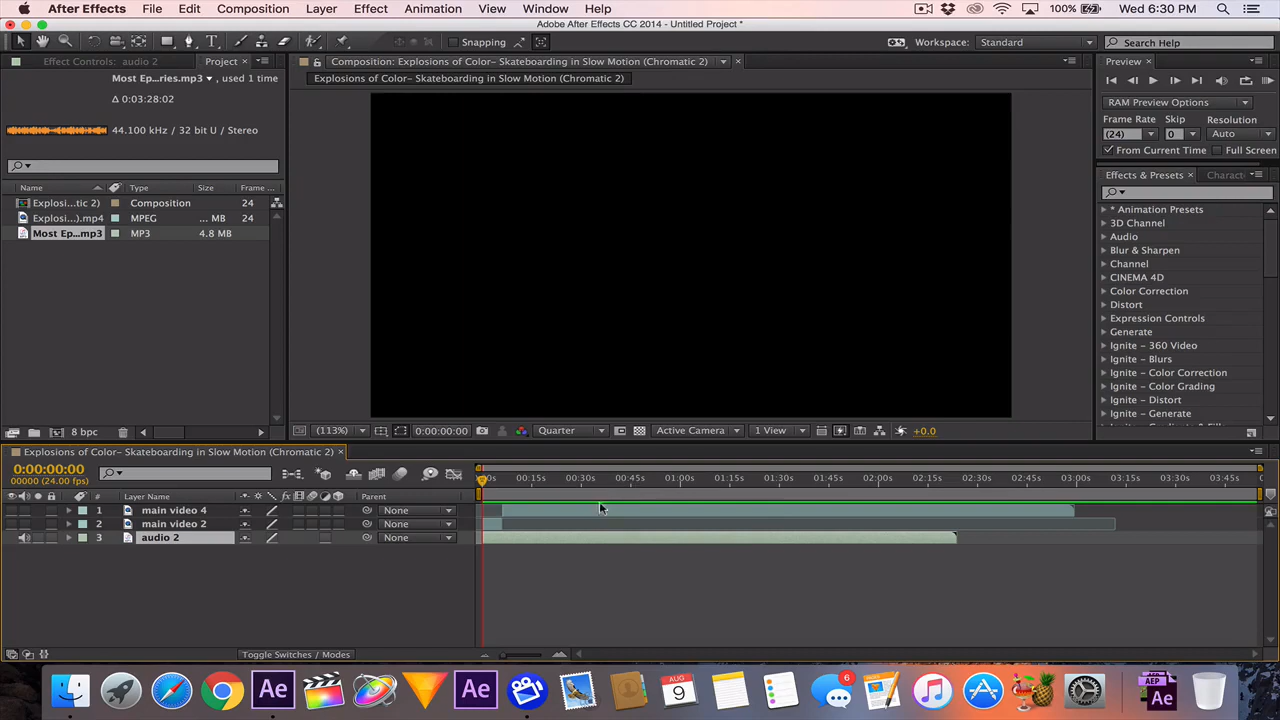 After Effects File Edit Composition Layer Effect Animation View Window Help 100% Wed 6:30 PM
Adobe After Effects CC 2014 - Untitled Project *
Snapping Workspace: Standard Search Help
Effect Controls: audio 2 Project Composition: Explosions of Color- Skateboarding in Slow Motion (Chromatic 2) Preview
Most Ep...ries.mp3 , used 1 time Explosions of Color- Skateboarding in Slow Motion (Chromatic 2)
Δ 0:03:28:02
RAM Preview Options
Frame Rate Skip Resolution
44.100 kHz / 32 bit U / Stereo (24) 0 Auto
From Current Time Full Screen
Effects & Presets Characte
Name Type Size Frame ...
Explosi...tic 2) Composition 24
Explosi...).mp4 MPEG ... MB 24
Most Ep...mp3 MP3 4.8 MB
* Animation Presets
3D Channel
Audio
Blur & Sharpen
Channel
CINEMA 4D
Color Correction
Distort
Expression Controls
Generate
Ignite - 360 Video
Ignite - Blurs
Ignite - Color Correction
Ignite - Color Grading
Ignite - Distort
Ignite - Generate
8 bpc (113%) 0:00:00:00 Quarter Active Camera 1 View +0.0
Explosions of Color- Skateboarding in Slow Motion (Chromatic 2)
0:00:00:00
00000 (24.00 fps)
0s 00:15s 00:30s 00:45s 01:00s 01:15s 01:30s 01:45s 02:00s 02:15s 02:30s 02:45s 03:00s 03:15s 03:30s 03:45s
# Layer Name fx Parent
1 main video 4 None
2 main video 2 None
3 audio 2 None
Toggle Switches / Modes
Ae Ae AUG 9 6 AEP Ae